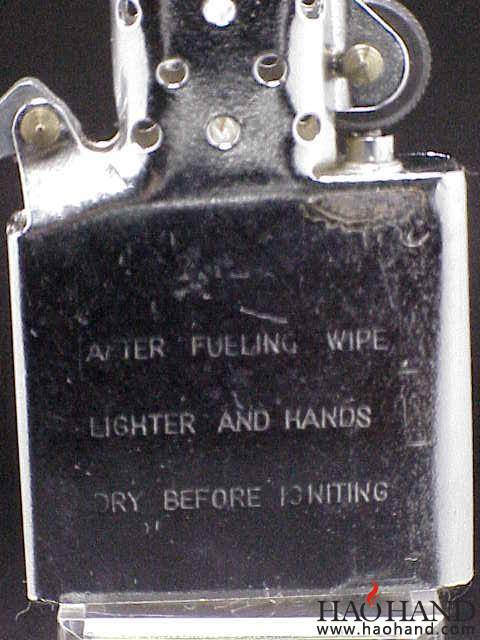 AFTER FUELING WIPE
LIGHTER AND HANDS
DRY BEFORE IGNITING
HAOHAND
www.haohand.com